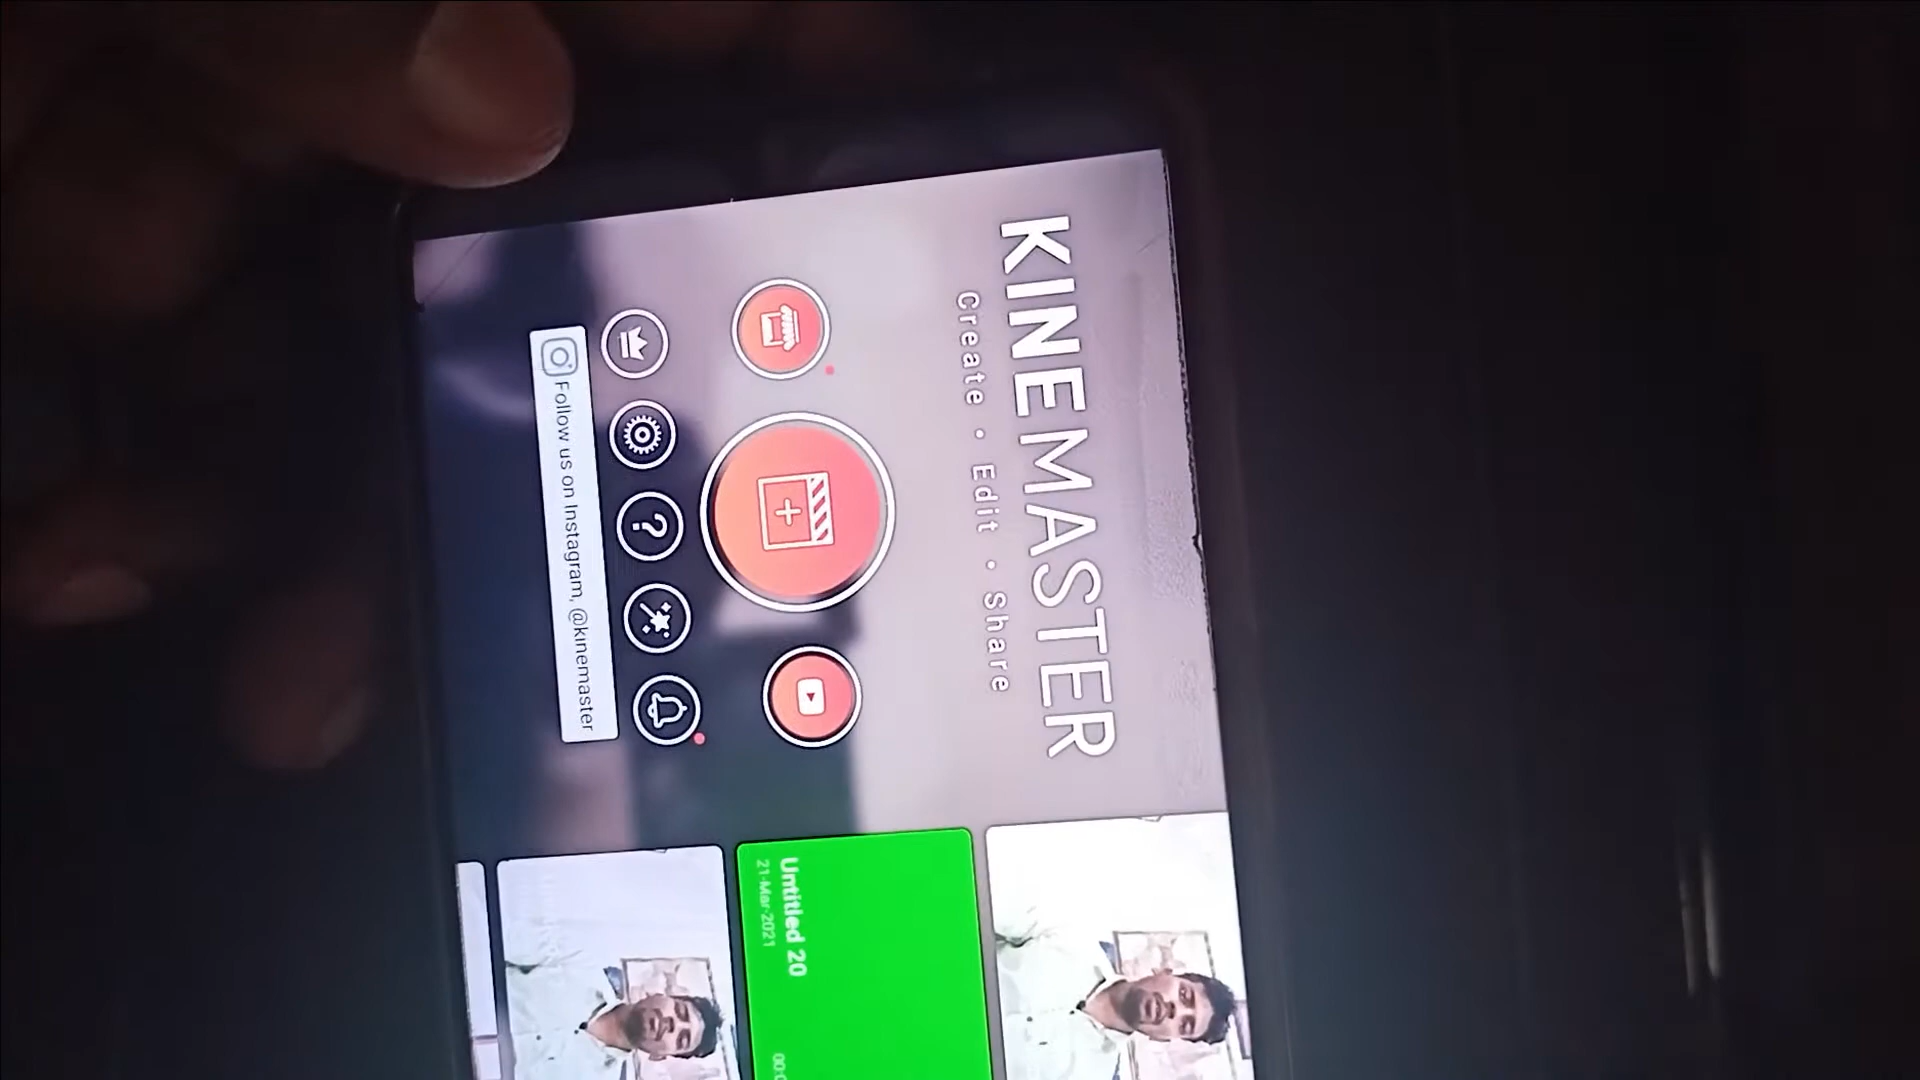 KINEMASTER
Create • Edit • Share
Follow us on Instagram, @kinemaster
Untitled 20
21-Mar-2021